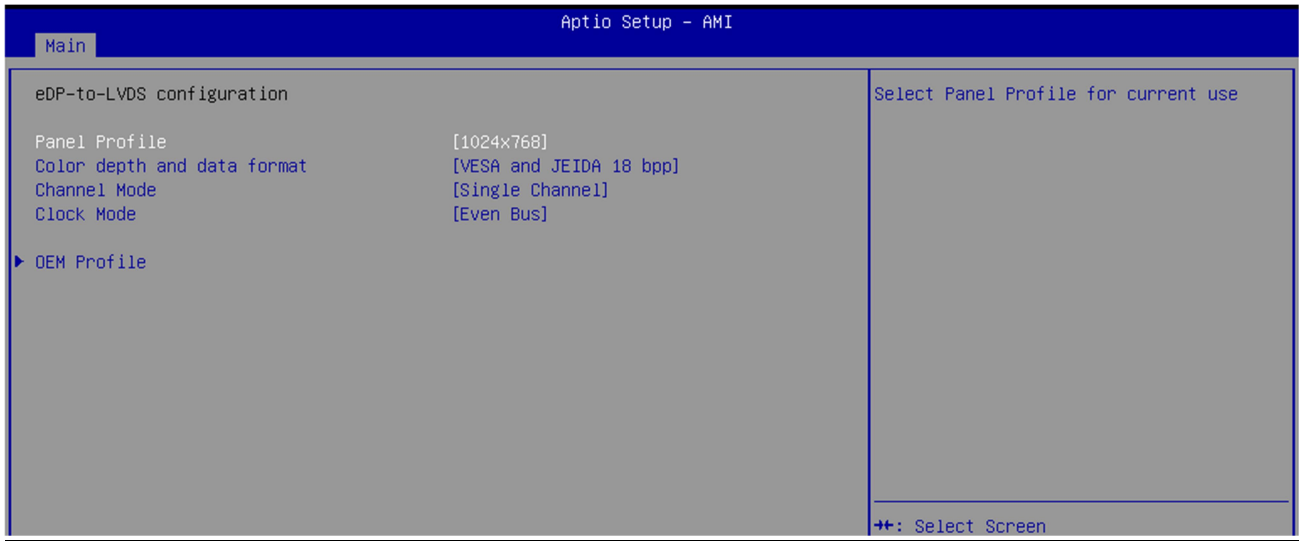 Aptio Setup - AMI
Main
eDP-to-LVDS configuration
Select Panel Profile for current use
Panel Profile [1024x768]
Color depth and data format [VESA and JEIDA 18 bpp]
Channel Mode [Single Channel]
Clock Mode [Even Bus]
OEM Profile
→←: Select Screen